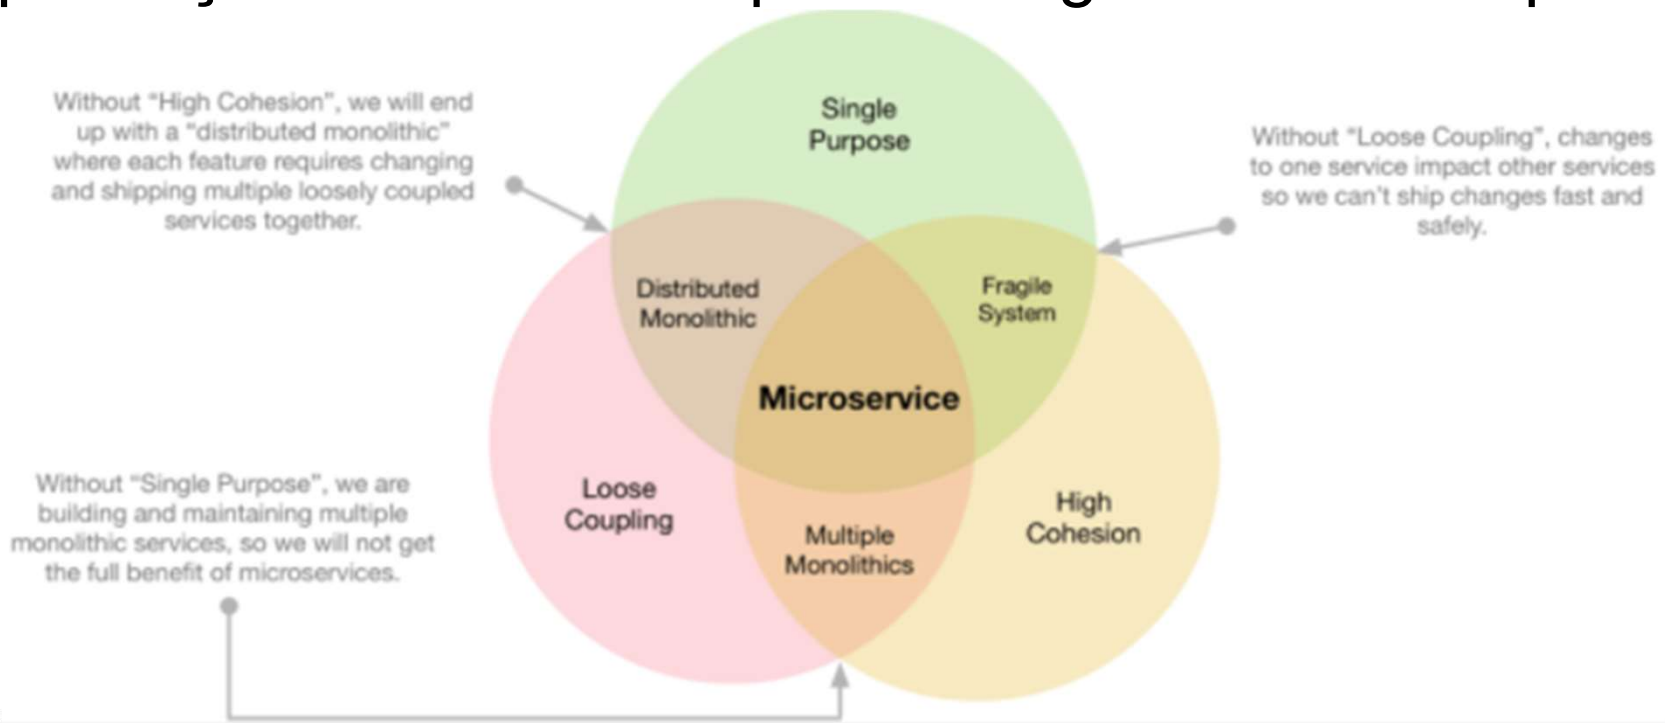 Single
Purpose
Without “High Cohesion”, we will end
up with a “distributed monolithic”
where each feature requires changing
and shipping multiple loosely coupled
services together.
Without “Loose Coupling”, changes
to one service impact other services
so we can't ship changes fast and
safely.
Distributed
Monolithic
Fragile
System
Microservice
Loose
Coupling
High
Cohesion
Multiple
Monolithics
Without “Single Purpose”, we are
building and maintaining multiple
monolithic services, so we will not get
the full benefit of microservices.